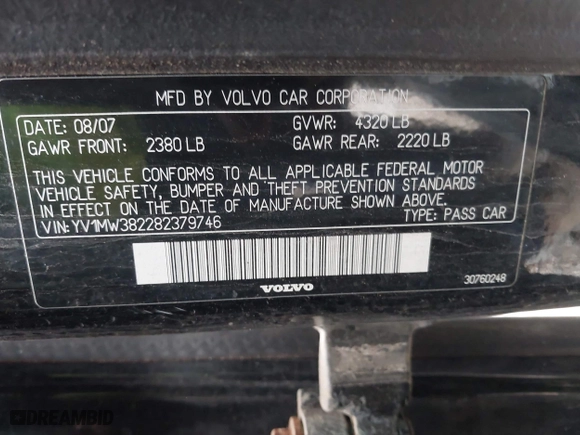 MFD BY VOLVO CAR CORPORATION
DATE: 08/07 GVWR: 4320 LB
GAWR FRONT: 2380 LB GAWR REAR: 2220 LB
THIS VEHICLE CONFORMS TO ALL APPLICABLE FEDERAL MOTOR
VEHICLE SAFETY, BUMPER AND THEFT PREVENTION STANDARDS
IN EFFECT ON THE DATE OF MANUFACTURE SHOWN ABOVE.
VIN:YV1MW382282379746 TYPE: PASS CAR
30760248
VOLVO
DREAMBID